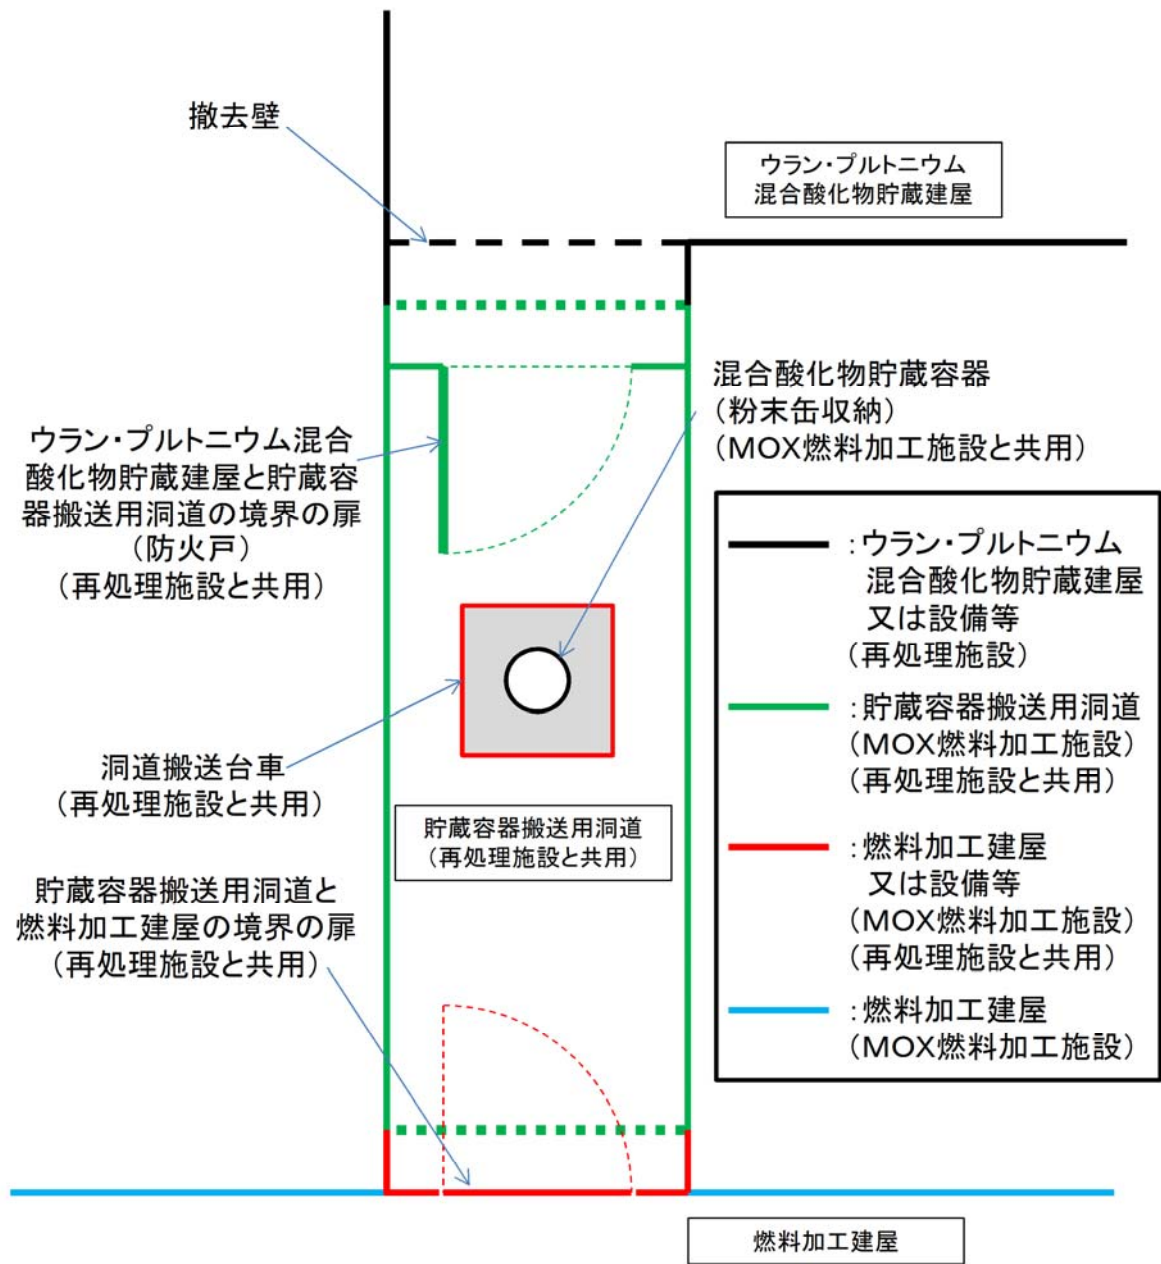 撤去壁
ウラン・プルトニウム
混合酸化物貯蔵建屋
混合酸化物貯蔵容器
（粉末缶収納）
（MOX燃料加工施設と共用）
ウラン・プルトニウム混合
酸化物貯蔵建屋と貯蔵容
器搬送用洞道の境界の扉
（防火戸）
（再処理施設と共用）
洞道搬送台車
（再処理施設と共用）
貯蔵容器搬送用洞道
（再処理施設と共用）
貯蔵容器搬送用洞道と
燃料加工建屋の境界の扉
（再処理施設と共用）
：ウラン・プルトニウム
混合酸化物貯蔵建屋
又は設備等
（再処理施設）
：貯蔵容器搬送用洞道
（MOX燃料加工施設）
（再処理施設と共用）
：燃料加工建屋
又は設備等
（MOX燃料加工施設）
（再処理施設と共用）
：燃料加工建屋
（MOX燃料加工施設）
燃料加工建屋